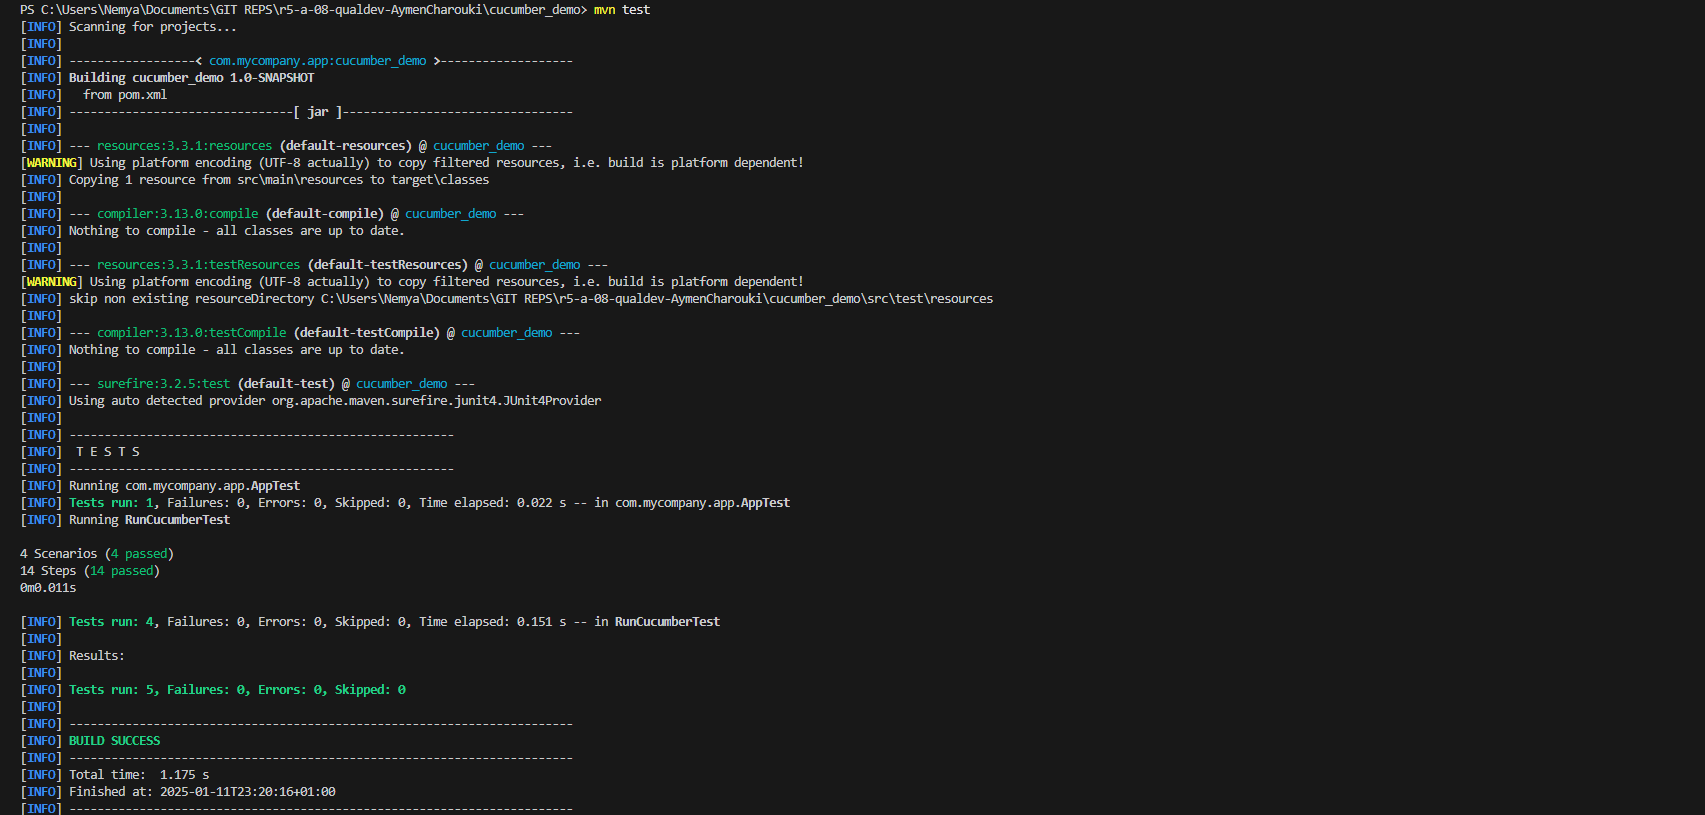 PS C:\Users\Nemya\Documents\GIT REPS\r5-a-08-qualdev-AymenCharouki\cucumber_demo> mvn test
[INFO] Scanning for projects...
[INFO]
[INFO] ------------------< com.mycompany.app:cucumber_demo >-------------------
[INFO] Building cucumber_demo 1.0-SNAPSHOT
[INFO]   from pom.xml
[INFO] --------------------------------[ jar ]---------------------------------
[INFO]
[INFO] --- resources:3.3.1:resources (default-resources) @ cucumber_demo ---
[WARNING] Using platform encoding (UTF-8 actually) to copy filtered resources, i.e. build is platform dependent!
[INFO] Copying 1 resource from src\main\resources to target\classes
[INFO]
[INFO] --- compiler:3.13.0:compile (default-compile) @ cucumber_demo ---
[INFO] Nothing to compile - all classes are up to date.
[INFO]
[INFO] --- resources:3.3.1:testResources (default-testResources) @ cucumber_demo ---
[WARNING] Using platform encoding (UTF-8 actually) to copy filtered resources, i.e. build is platform dependent!
[INFO] skip non existing resourceDirectory C:\Users\Nemya\Documents\GIT REPS\r5-a-08-qualdev-AymenCharouki\cucumber_demo\src\test\resources
[INFO]
[INFO] --- compiler:3.13.0:testCompile (default-testCompile) @ cucumber_demo ---
[INFO] Nothing to compile - all classes are up to date.
[INFO]
[INFO] --- surefire:3.2.5:test (default-test) @ cucumber_demo ---
[INFO] Using auto detected provider org.apache.maven.surefire.junit4.JUnit4Provider
[INFO]
[INFO] -------------------------------------------------------
[INFO]  T E S T S
[INFO] -------------------------------------------------------
[INFO] Running com.mycompany.app.AppTest
[INFO] Tests run: 1, Failures: 0, Errors: 0, Skipped: 0, Time elapsed: 0.022 s -- in com.mycompany.app.AppTest
[INFO] Running RunCucumberTest
4 Scenarios (4 passed)
14 Steps (14 passed)
0m0.011s
[INFO] Tests run: 4, Failures: 0, Errors: 0, Skipped: 0, Time elapsed: 0.151 s -- in RunCucumberTest
[INFO]
[INFO] Results:
[INFO]
[INFO] Tests run: 5, Failures: 0, Errors: 0, Skipped: 0
[INFO]
[INFO] ------------------------------------------------------------------------
[INFO] BUILD SUCCESS
[INFO] ------------------------------------------------------------------------
[INFO] Total time:  1.175 s
[INFO] Finished at: 2025-01-11T23:20:16+01:00
[INFO] ------------------------------------------------------------------------